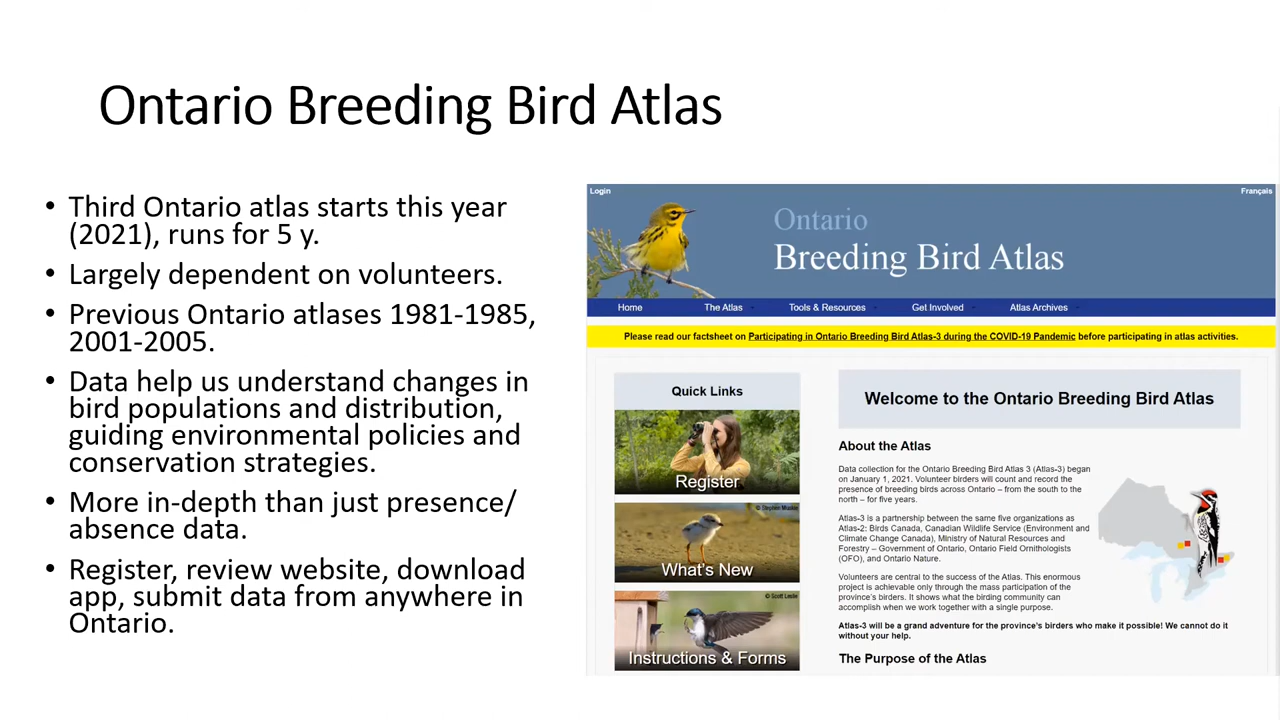 Ontario Breeding Bird Atlas
• Third Ontario atlas starts this year
(2021), runs for 5 y.
• Largely dependent on volunteers.
• Previous Ontario atlases 1981-1985,
2001-2005.
• Data help us understand changes in
bird populations and distribution,
guiding environmental policies and
conservation strategies.
• More in-depth than just presence/
absence data.
• Register, review website, download
app, submit data from anywhere in
Ontario.
Login
Français
Ontario
Breeding Bird Atlas
Home The Atlas Tools & Resources Get Involved Atlas Archives
Please read our factsheet on Participating in Ontario Breeding Bird Atlas-3 during the COVID-19 Pandemic before participating in atlas activities.
Quick Links
Register
© Stephen Muskie
What's New
© Scott Leslie
Instructions & Forms
Welcome to the Ontario Breeding Bird Atlas
About the Atlas
Data collection for the Ontario Breeding Bird Atlas 3 (Atlas-3) began
on January 1, 2021. Volunteer birders will count and record the
presence of breeding birds across Ontario – from the south to the
north – for five years.
Atlas-3 is a partnership between the same five organizations as
Atlas-2: Birds Canada, Canadian Wildlife Service (Environment and
Climate Change Canada), Ministry of Natural Resources and
Forestry – Government of Ontario, Ontario Field Ornithologists
(OFO), and Ontario Nature.
Volunteers are central to the success of the Atlas. This enormous
project is achievable only through the mass participation of the
province's birders. It shows what the birding community can
accomplish when we work together with a single purpose.
Atlas-3 will be a grand adventure for the province's birders who make it possible! We cannot do it
without your help.
The Purpose of the Atlas